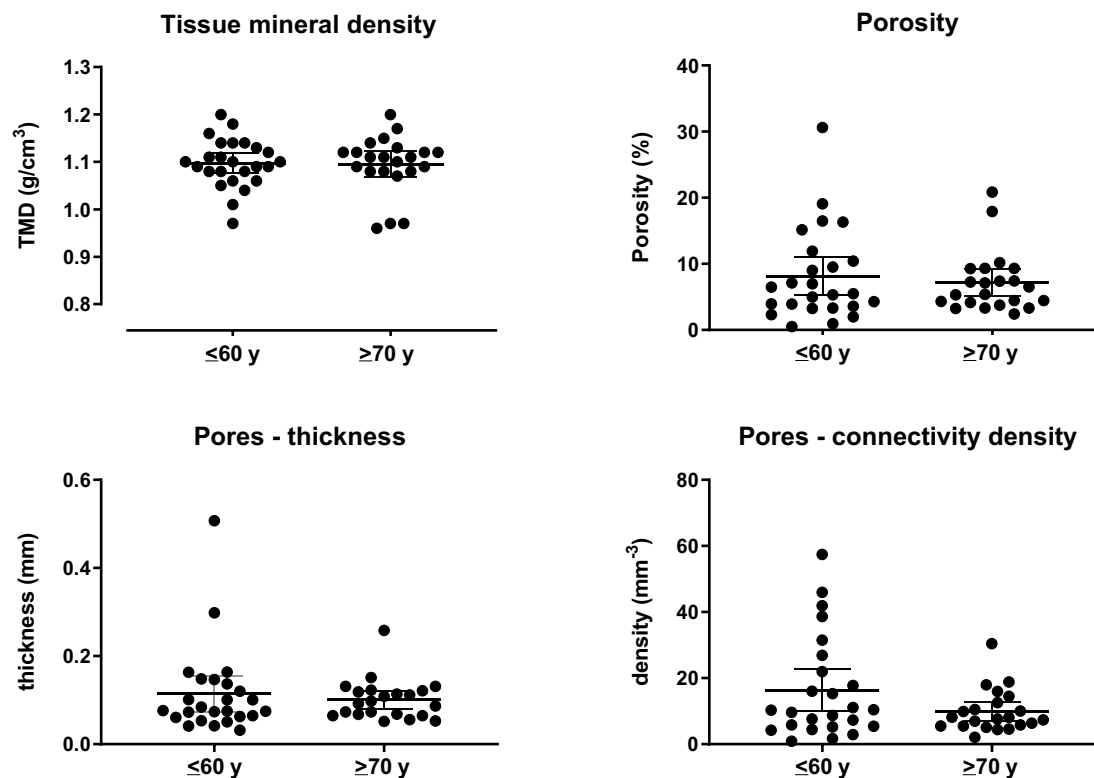 Tissue mineral density
TMD (g/cm³)
1.3
1.2
1.1
1.0
0.9
0.8
≤60 y
≥70 y
Porosity
Porosity (%)
40
30
20
10
0
≤60 y
≥70 y
Pores - thickness
thickness (mm)
0.6
0.4
0.2
0.0
≤60 y
≥70 y
Pores - connectivity density
density (mm⁻³)
80
60
40
20
0
≤60 y
≥70 y